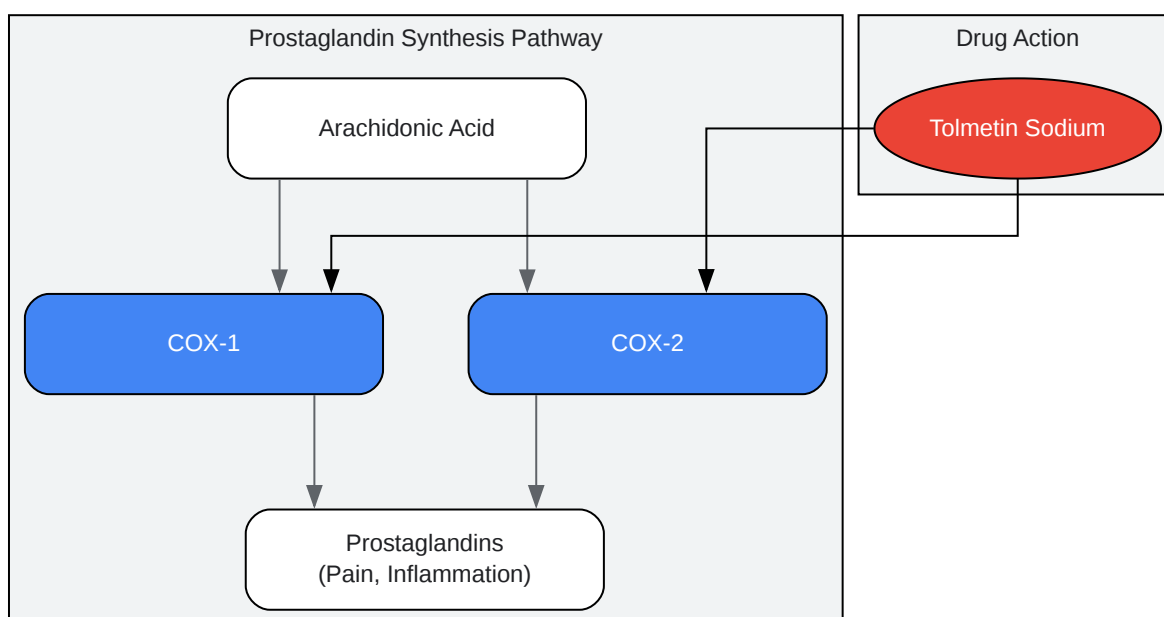 Prostaglandin Synthesis Pathway
Drug Action
Arachidonic Acid
Tolmetin Sodium
COX-1
COX-2
Prostaglandins
(Pain, Inflammation)